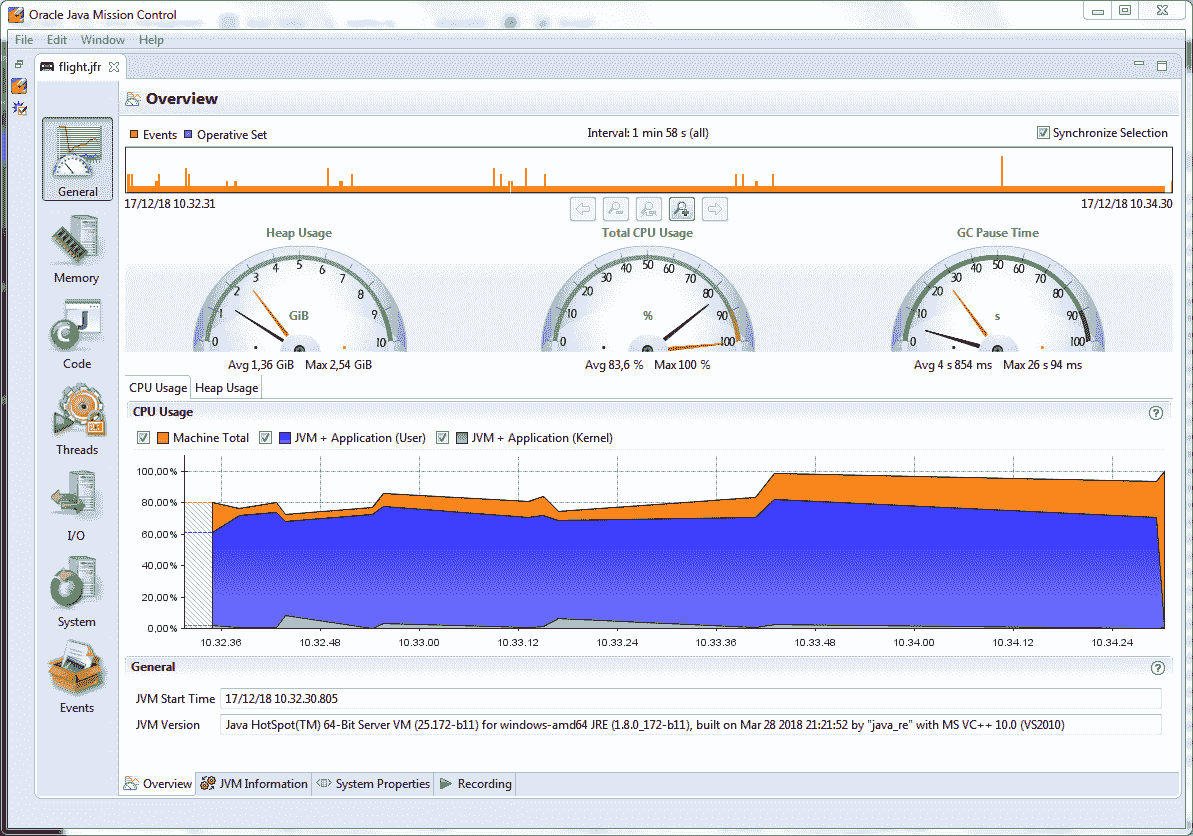 Oracle Java Mission Control
File Edit Window Help
flight.jfr
Overview
Events Operative Set Interval: 1 min 58 s (all) Synchronize Selection
17/12/18 10.32.31 17/12/18 10.34.30
General
Memory
Code
Threads
I/O
System
Events
Heap Usage Total CPU Usage GC Pause Time
0 1 2 3 4 5 6 7 8 9 10
GiB
0 10 20 30 40 50 60 70 80 90 100
%
0 10 20 30 40 50 60 70 80 90 100
s
Avg 1,36 GiB Max 2,54 GiB Avg 83,6 % Max 100 % Avg 4 s 854 ms Max 26 s 94 ms
CPU Usage Heap Usage
CPU Usage
Machine Total JVM + Application (User) JVM + Application (Kernel)
100,00%
80,00%
60,00%
40,00%
20,00%
0,00%
10.32.36 10.32.48 10.33.00 10.33.12 10.33.24 10.33.36 10.33.48 10.34.00 10.34.12 10.34.24
General
JVM Start Time 17/12/18 10.32.30.805
JVM Version Java HotSpot(TM) 64-Bit Server VM (25.172-b11) for windows-amd64 JRE (1.8.0_172-b11), built on Mar 28 2018 21:21:52 by "java_re" with MS VC++ 10.0 (VS2010)
Overview JVM Information System Properties Recording